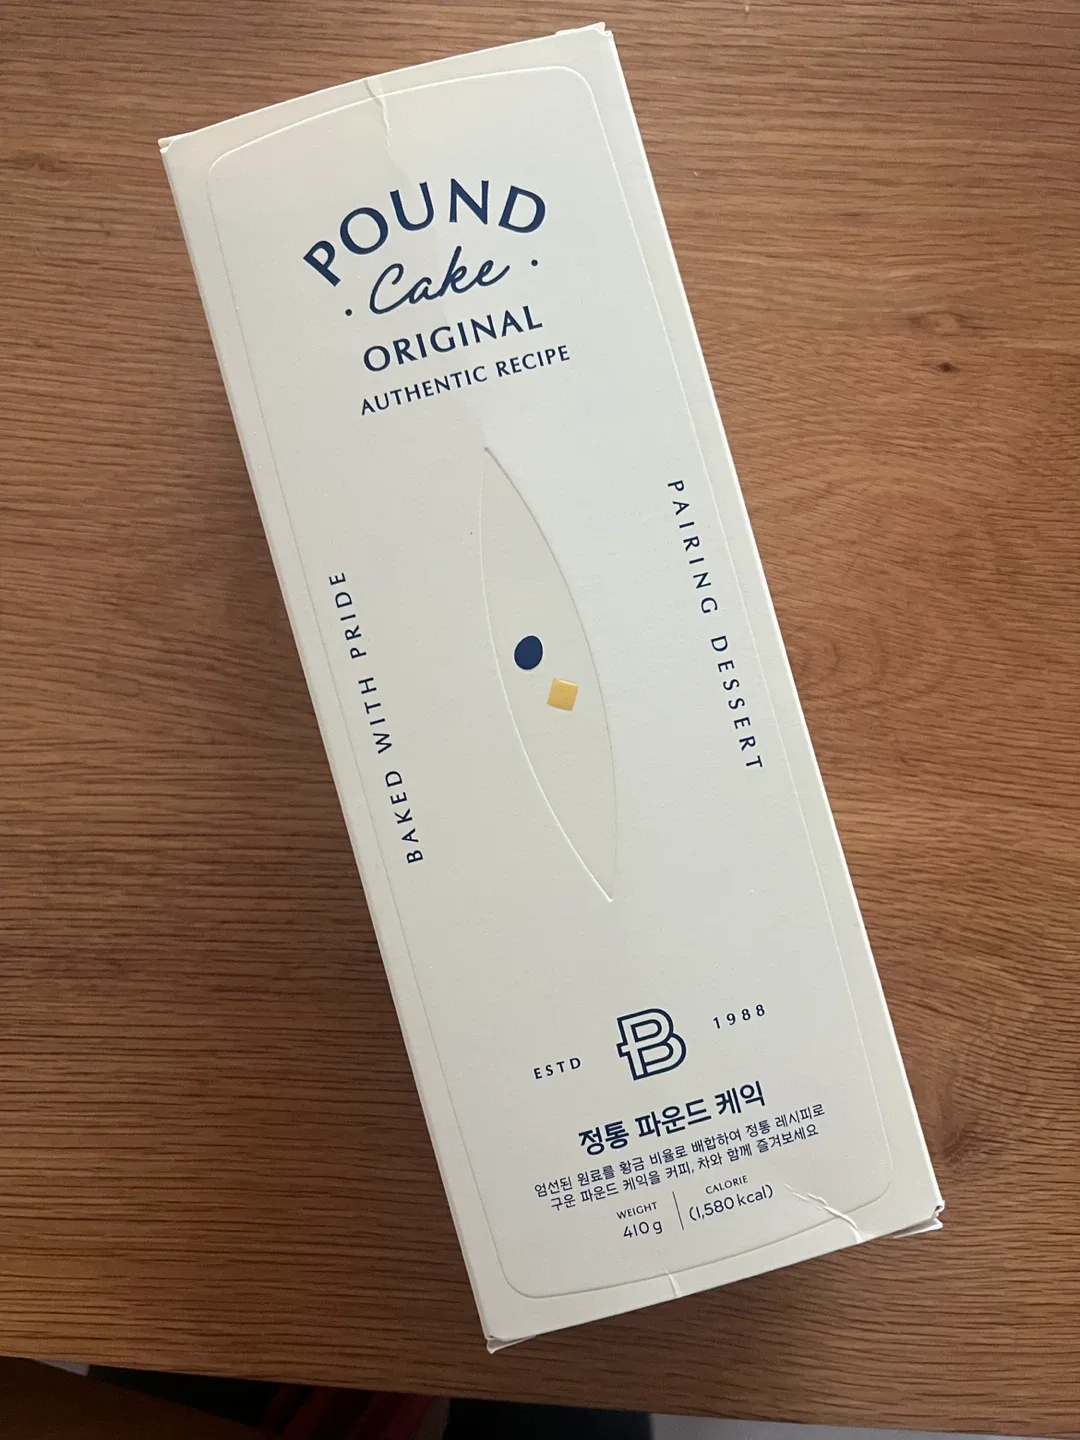 POUND
· Cake ·
ORIGINAL
AUTHENTIC RECIPE
BAKED WITH PRIDE
PAIRING DESSERT
ESTD B 1988
정통 파운드 케익
엄선된 원료를 황금 비율로 배합하여 정통 레시피로
구운 파운드 케익을 커피, 차와 함께 즐겨보세요
WEIGHT
410g
CALORIE
(1,580kcal)